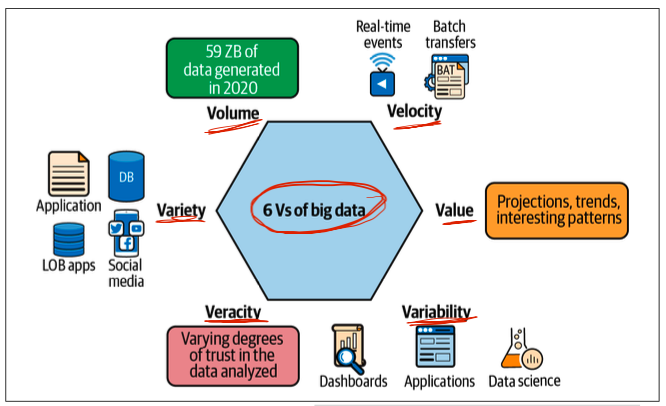 59 ZB of
data generated
in 2020
Volume
Real-time
events
Batch
transfers
BAT
Velocity
Application
DB
LOB apps
Social
media
Variety
6 Vs of big data
Value
Projections, trends,
interesting patterns
Veracity
Varying degrees
of trust in the
data analyzed
Variability
Dashboards
Applications
Data science